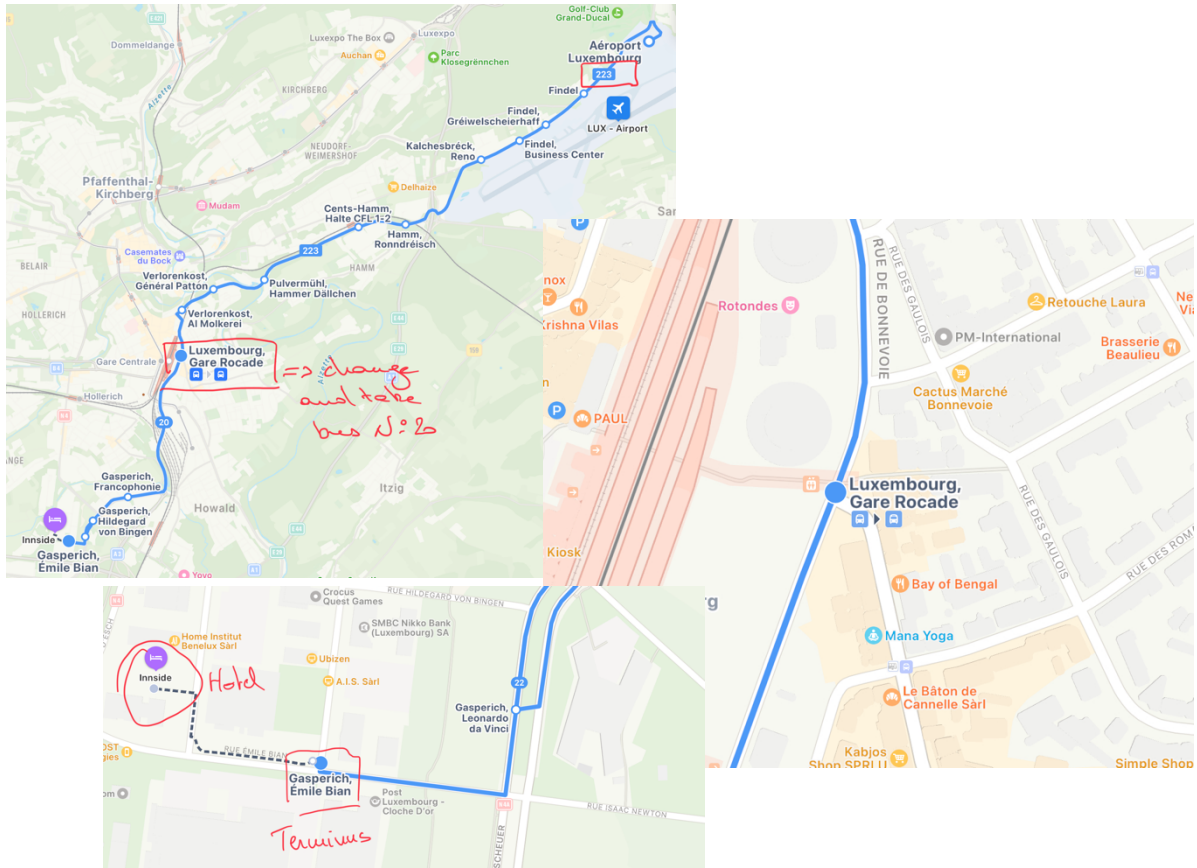 Golf-Club
Grand-Ducal
Dommeldange
Luxexpo The Box
Luxexpo
Auchan
Parc
Klosegrënnchen
Aéroport
Luxembourg
223
Alzette
KIRCHBERG
Findel
Findel,
Gréiwelscheierhaff
LUX - Airport
NEUDORF-
WEIMERSHOF
Kalchesbréck,
Reno
Findel,
Business Center
Pfaffenthal-
Kirchberg
Delhaize
Mudam
Cents-Hamm,
Halte CFL 1-2
Hamm,
Ronndréisch
Casemates
du Bock
223
BELAIR
HAMM
Verlorenkost,
Général Patton
Pulvermühl,
Hammer Dällchen
HOLLERICH
Verlorenkost,
Al Molkerei
Gare Centrale
Luxembourg,
Gare Rocade
Alzette
=> change
and take
bus N: 20
Hollerich
20
Gasperich,
Francophonie
Itzig
Gasperich,
Hildegard
von Bingen
Howald
Innside
Gasperich,
Émile Bian
P
RUE DE BONNEVOIE
RUE DES GAULOIS
Rotondes
Retouche Laura
Krishna Vilas
PM-International
Brasserie
Beaulieu
Cactus Marché
Bonnevoie
P
PAUL
Luxembourg,
Gare Rocade
RUE DES GAULOIS
Kiosk
Bay of Bengal
Mana Yoga
Le Bâton de
Cannelle Sàrl
Kabjos
Shop SPRLU
Simple Shop
Crocus
Quest Games
RUE HILDEGARD VON BINGEN
SMBC Nikko Bank
(Luxembourg) SA
Home Institut
Benelux Sàrl
Ubizen
Innside
Hotel
A.I.S. Sàrl
22
Gasperich,
Leonardo
da Vinci
RUE ÉMILE BIAN
Gasperich,
Émile Bian
Post
Luxembourg -
Cloche D'or
RUE ISAAC NEWTON
Terminus